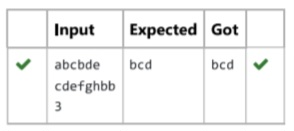 Input Expected Got
abcbde bcd bcd
cdefghbb
3